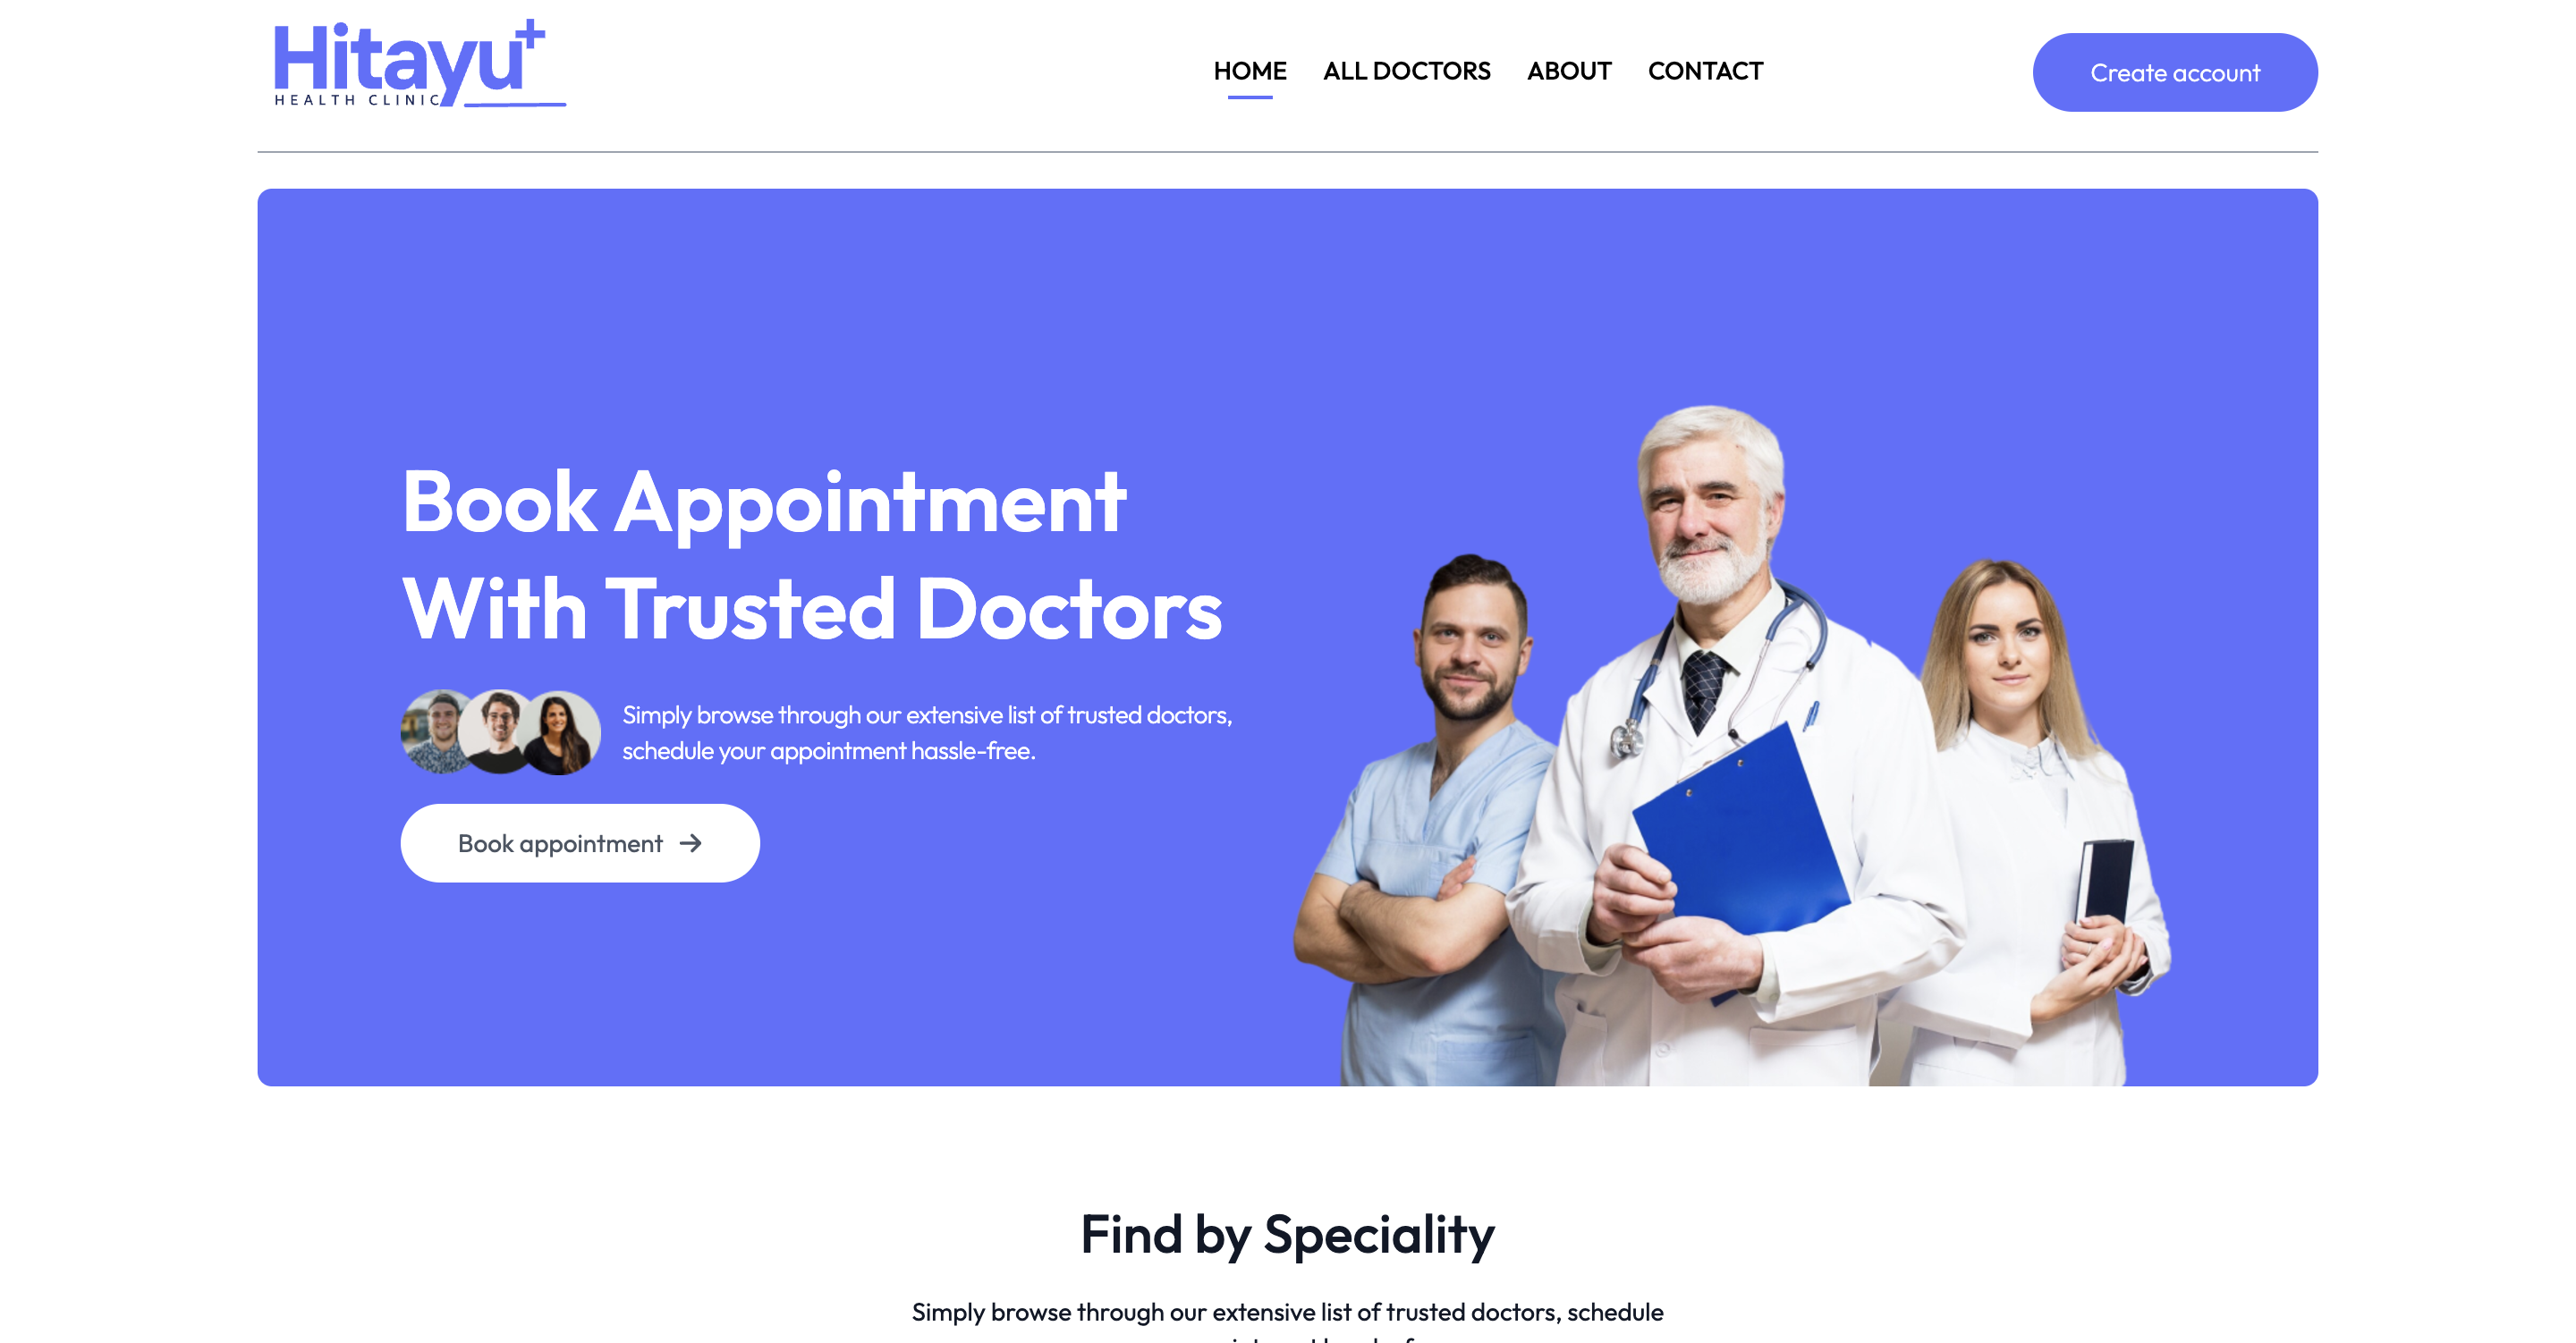 Hitayu+
HEALTH CLINIC
HOME
ALL DOCTORS
ABOUT
CONTACT
Create account
Book Appointment
With Trusted Doctors
Simply browse through our extensive list of trusted doctors,
schedule your appointment hassle-free.
Book appointment →
Find by Speciality
Simply browse through our extensive list of trusted doctors, schedule